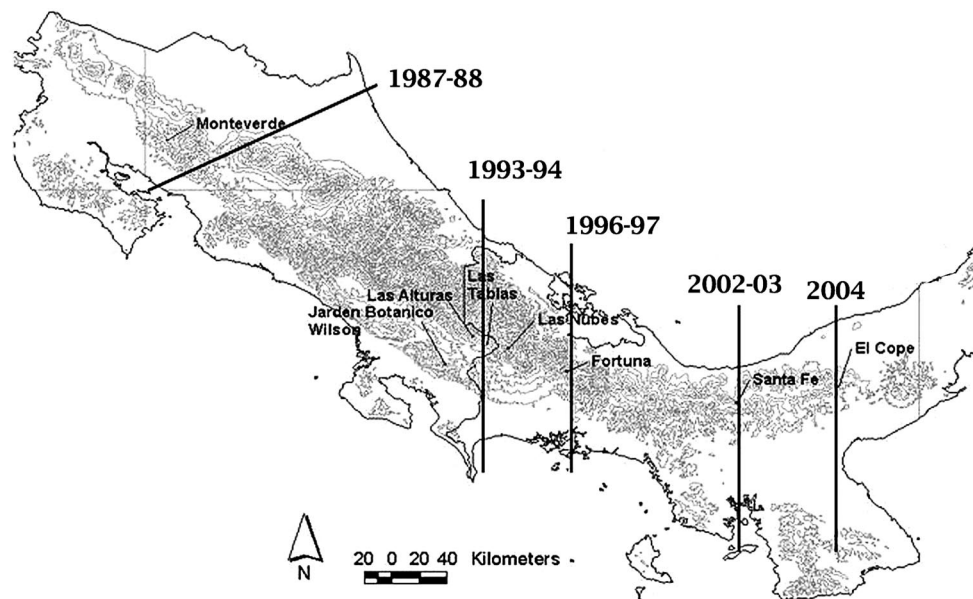 1987-88
Monteverde
1993-94
1996-97
Las
Tablas
Las Alturas
Jarden Botanico
Wilson
Las Nubes
Fortuna
2002-03
2004
El Cope
Santa Fe
N
20 0 20 40 Kilometers